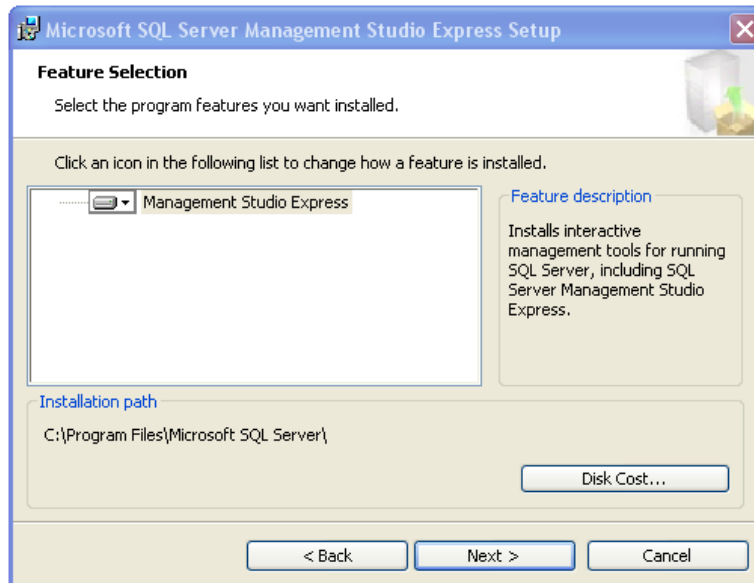 Microsoft SQL Server Management Studio Express Setup
Feature Selection
Select the program features you want installed.
Click an icon in the following list to change how a feature is installed.
Management Studio Express
Feature description
Installs interactive
management tools for running
SQL Server, including SQL
Server Management Studio
Express.
Installation path
C:\Program Files\Microsoft SQL Server\
Disk Cost...
< Back
Next >
Cancel